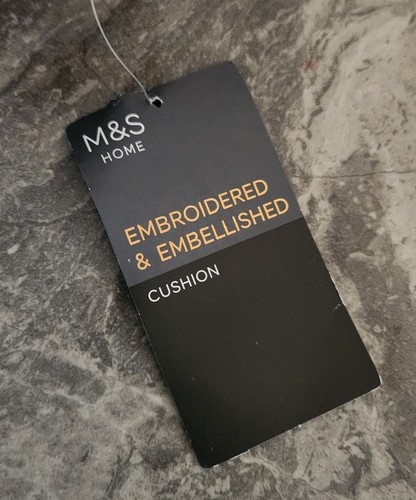 M&S
HOME
EMBROIDERED
& EMBELLISHED
CUSHION